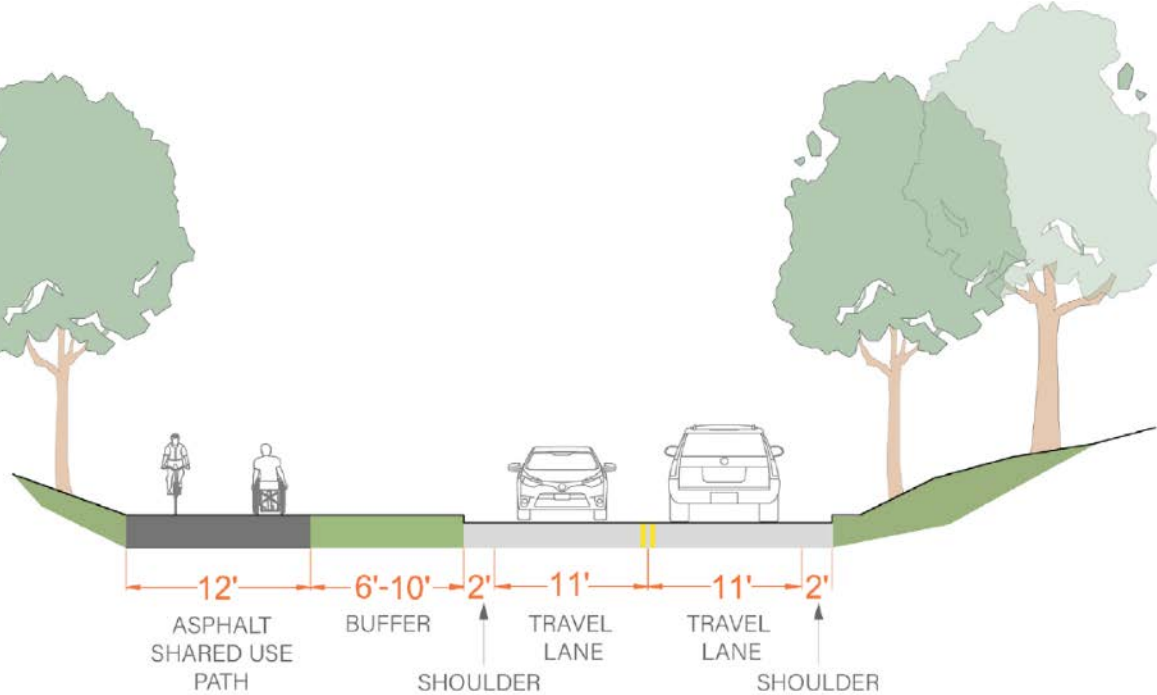 12' 6'-10' 2' 11' 11' 2'
ASPHALT
SHARED USE
PATH
BUFFER
SHOULDER
TRAVEL
LANE
TRAVEL
LANE
SHOULDER